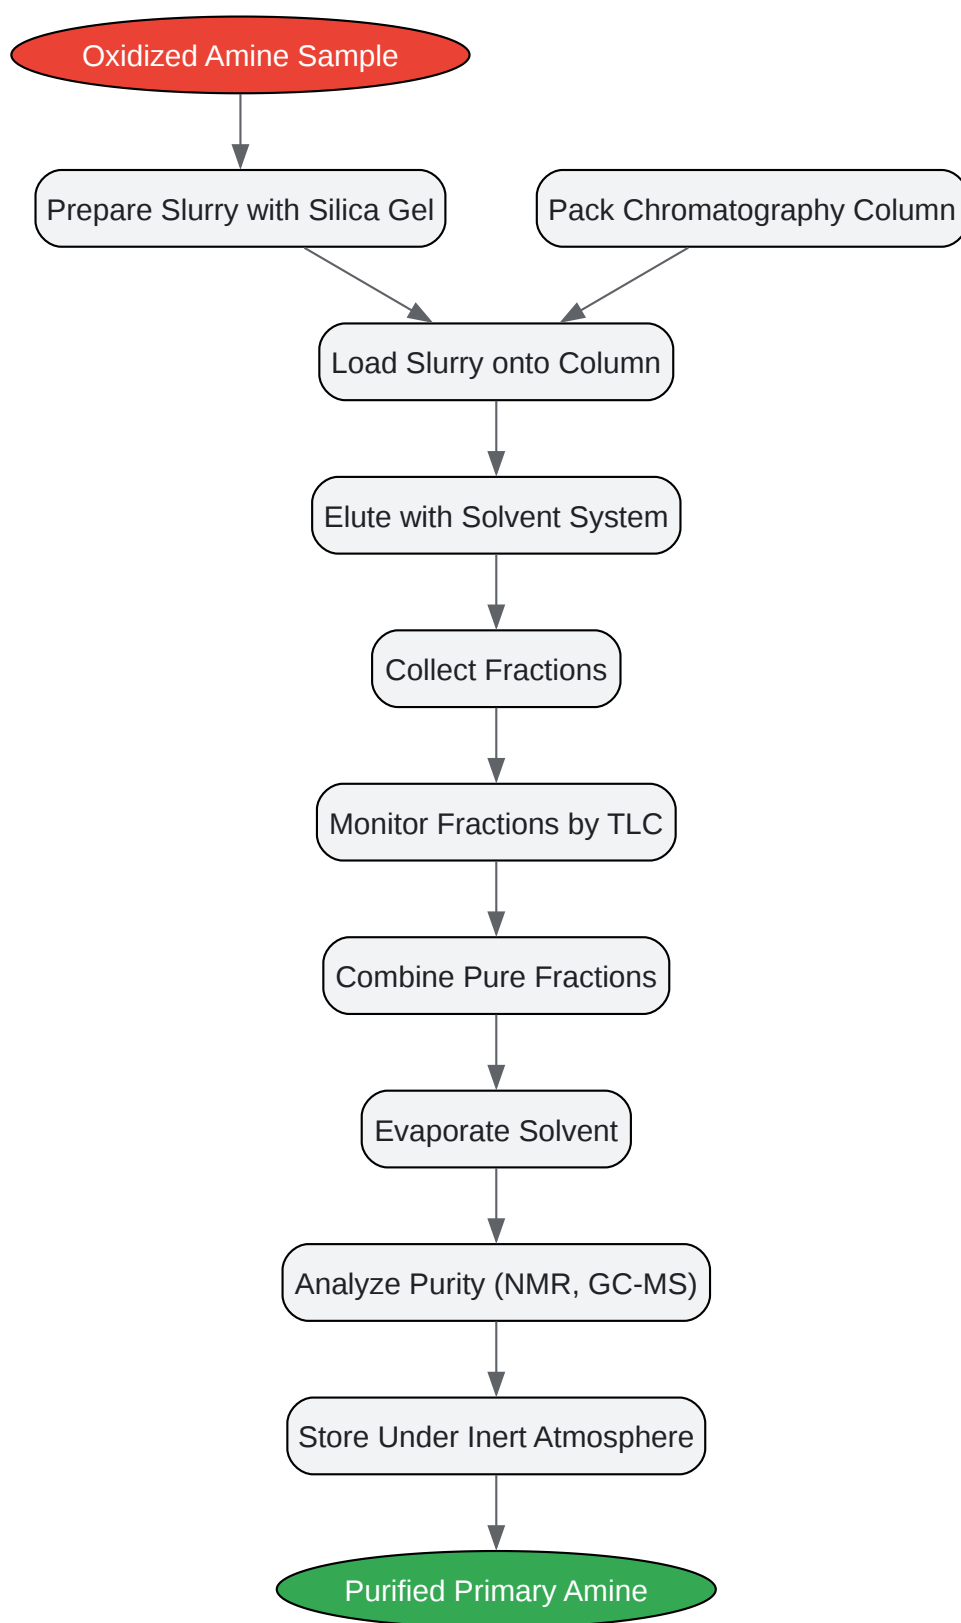 Oxidized Amine Sample
Prepare Slurry with Silica Gel
Pack Chromatography Column
Load Slurry onto Column
Elute with Solvent System
Collect Fractions
Monitor Fractions by TLC
Combine Pure Fractions
Evaporate Solvent
Analyze Purity (NMR, GC-MS)
Store Under Inert Atmosphere
Purified Primary Amine